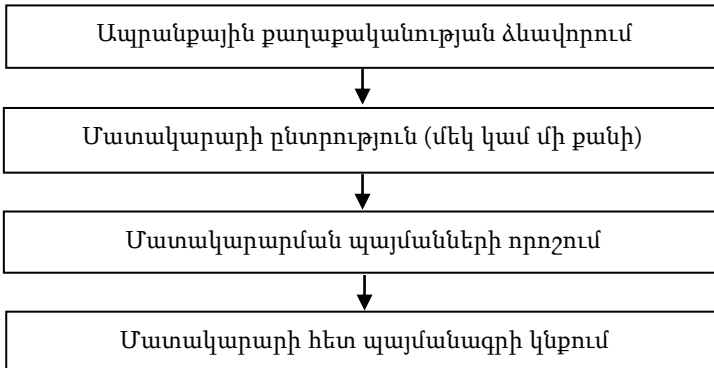 Ապրանքային քաղաքականության ձևավորում
Մատակարարի ընտրություն (մեկ կամ մի քանի)
Մատակարարման պայմանների որոշում
Մատակարարի հետ պայմանագրի կնքում